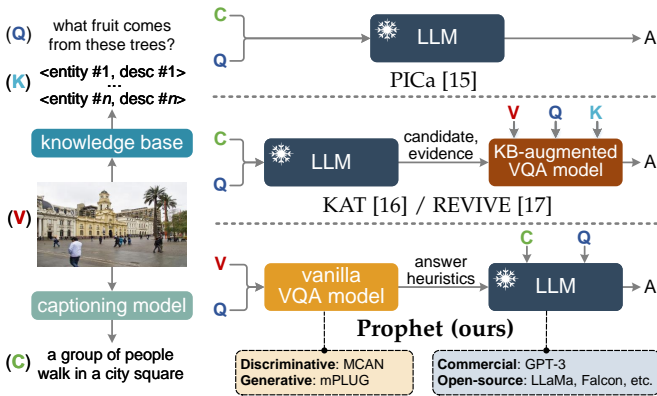 (Q) what fruit comes
from these trees?
(K) <entity #1, desc #1>
...
<entity #n, desc #n>
knowledge base
(V)
captioning model
(C) a group of people
walk in a city square
C
Q
LLM
A
PICa [15]
C
Q
LLM
candidate,
evidence
V Q K
KB-augmented
VQA model
A
KAT [16] / REVIVE [17]
V
Q
vanilla
VQA model
answer
heuristics
C Q
LLM
A
Prophet (ours)
Discriminative: MCAN
Generative: mPLUG
Commercial: GPT-3
Open-source: LLaMa, Falcon, etc.